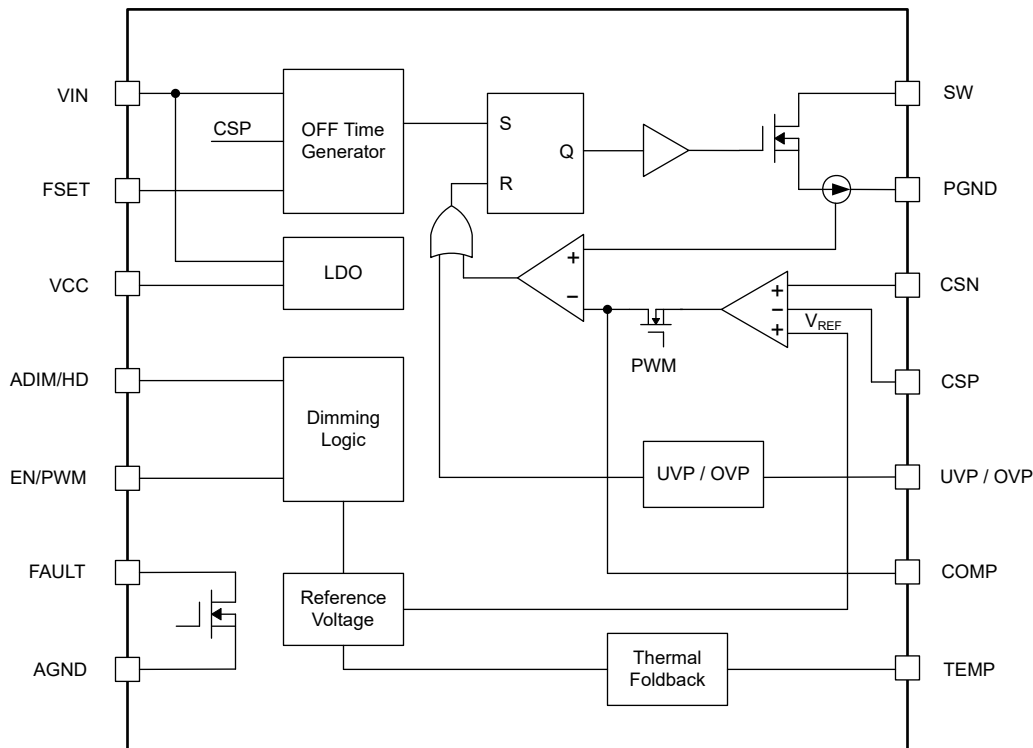 VIN
CSP
OFF Time
Generator
S
Q
R
SW
FSET
PGND
LDO
VCC
+
−
+
−
+
VREF
CSN
PWM
CSP
ADIM/HD
Dimming
Logic
EN/PWM
UVP / OVP
UVP / OVP
FAULT
Reference
Voltage
COMP
AGND
Thermal
Foldback
TEMP